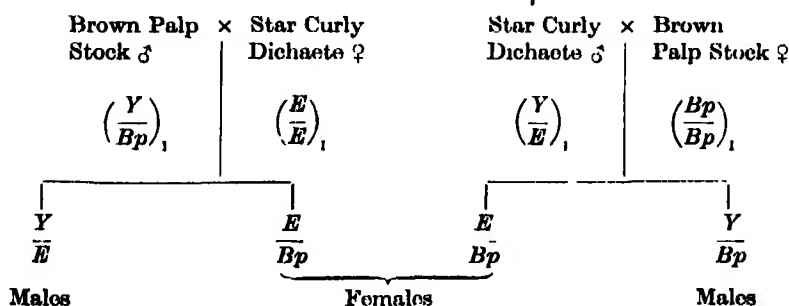 Brown Palp × Star Curly
Stock ♂ Dichaete ♀
Star Curly × Brown
Dichaete ♂ Palp Stock ♀
(Y/Bp)₁ (E/E)₁ (Y/E)₁ (Bp/Bp)₁
Y/E E/Bp E/Bp Y/Bp
Males Females Males